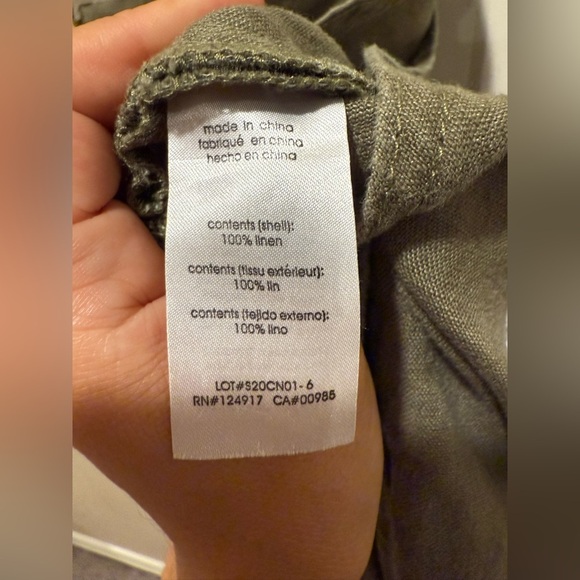 made in china
fabriqué en china
hecho en china
contents (shell):
100% linen
contents (tissu extérieur):
100% lin
contents (tejido externo):
100% lino
LOT#S20CN01-6
RN#124917 CA#00985